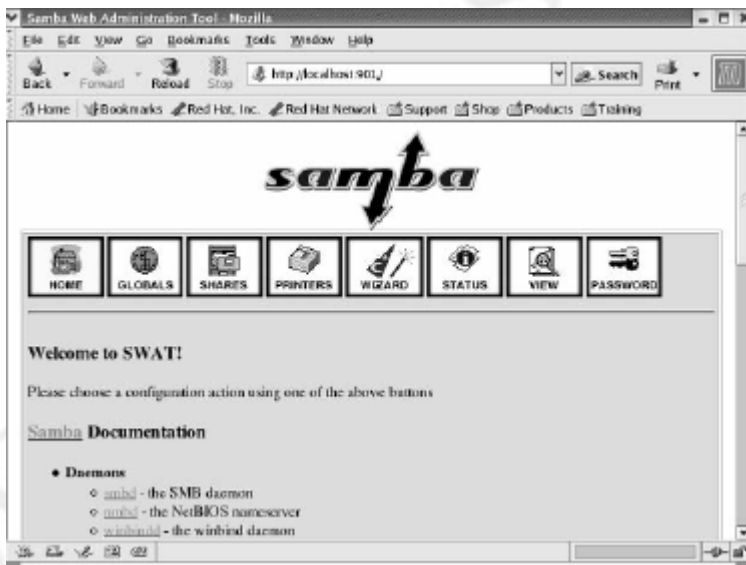 Samba Web Administration Tool - Mozilla
File Edit View Go Bookmarks Tools Window Help
Back Forward Reload Stop http://localhost:901/ Search Print
Home Bookmarks Red Hat, Inc. Red Hat Network Support Shop Products Training
samba
HOME GLOBALS SHARES PRINTERS WIZARD STATUS VIEW PASSWORD
Welcome to SWAT!
Please choose a configuration action using one of the above buttons
Samba Documentation
Daemons
smbd - the SMB daemon
nmbd - the NetBIOS nameserver
winbindd - the winbind daemon